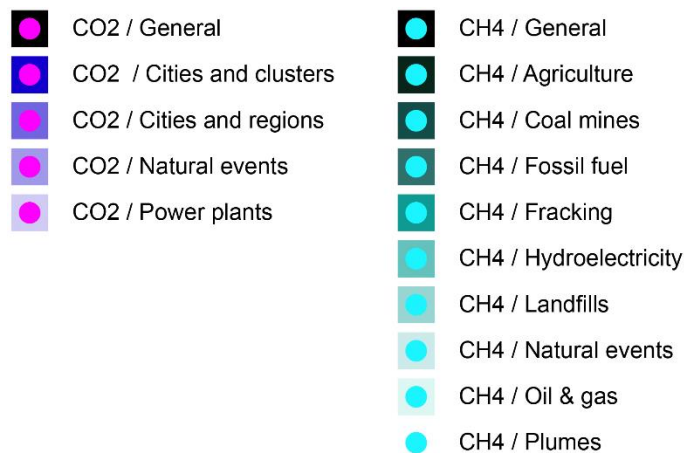 CO2 / General
CO2 / Cities and clusters
CO2 / Cities and regions
CO2 / Natural events
CO2 / Power plants
CH4 / General
CH4 / Agriculture
CH4 / Coal mines
CH4 / Fossil fuel
CH4 / Fracking
CH4 / Hydroelectricity
CH4 / Landfills
CH4 / Natural events
CH4 / Oil & gas
CH4 / Plumes